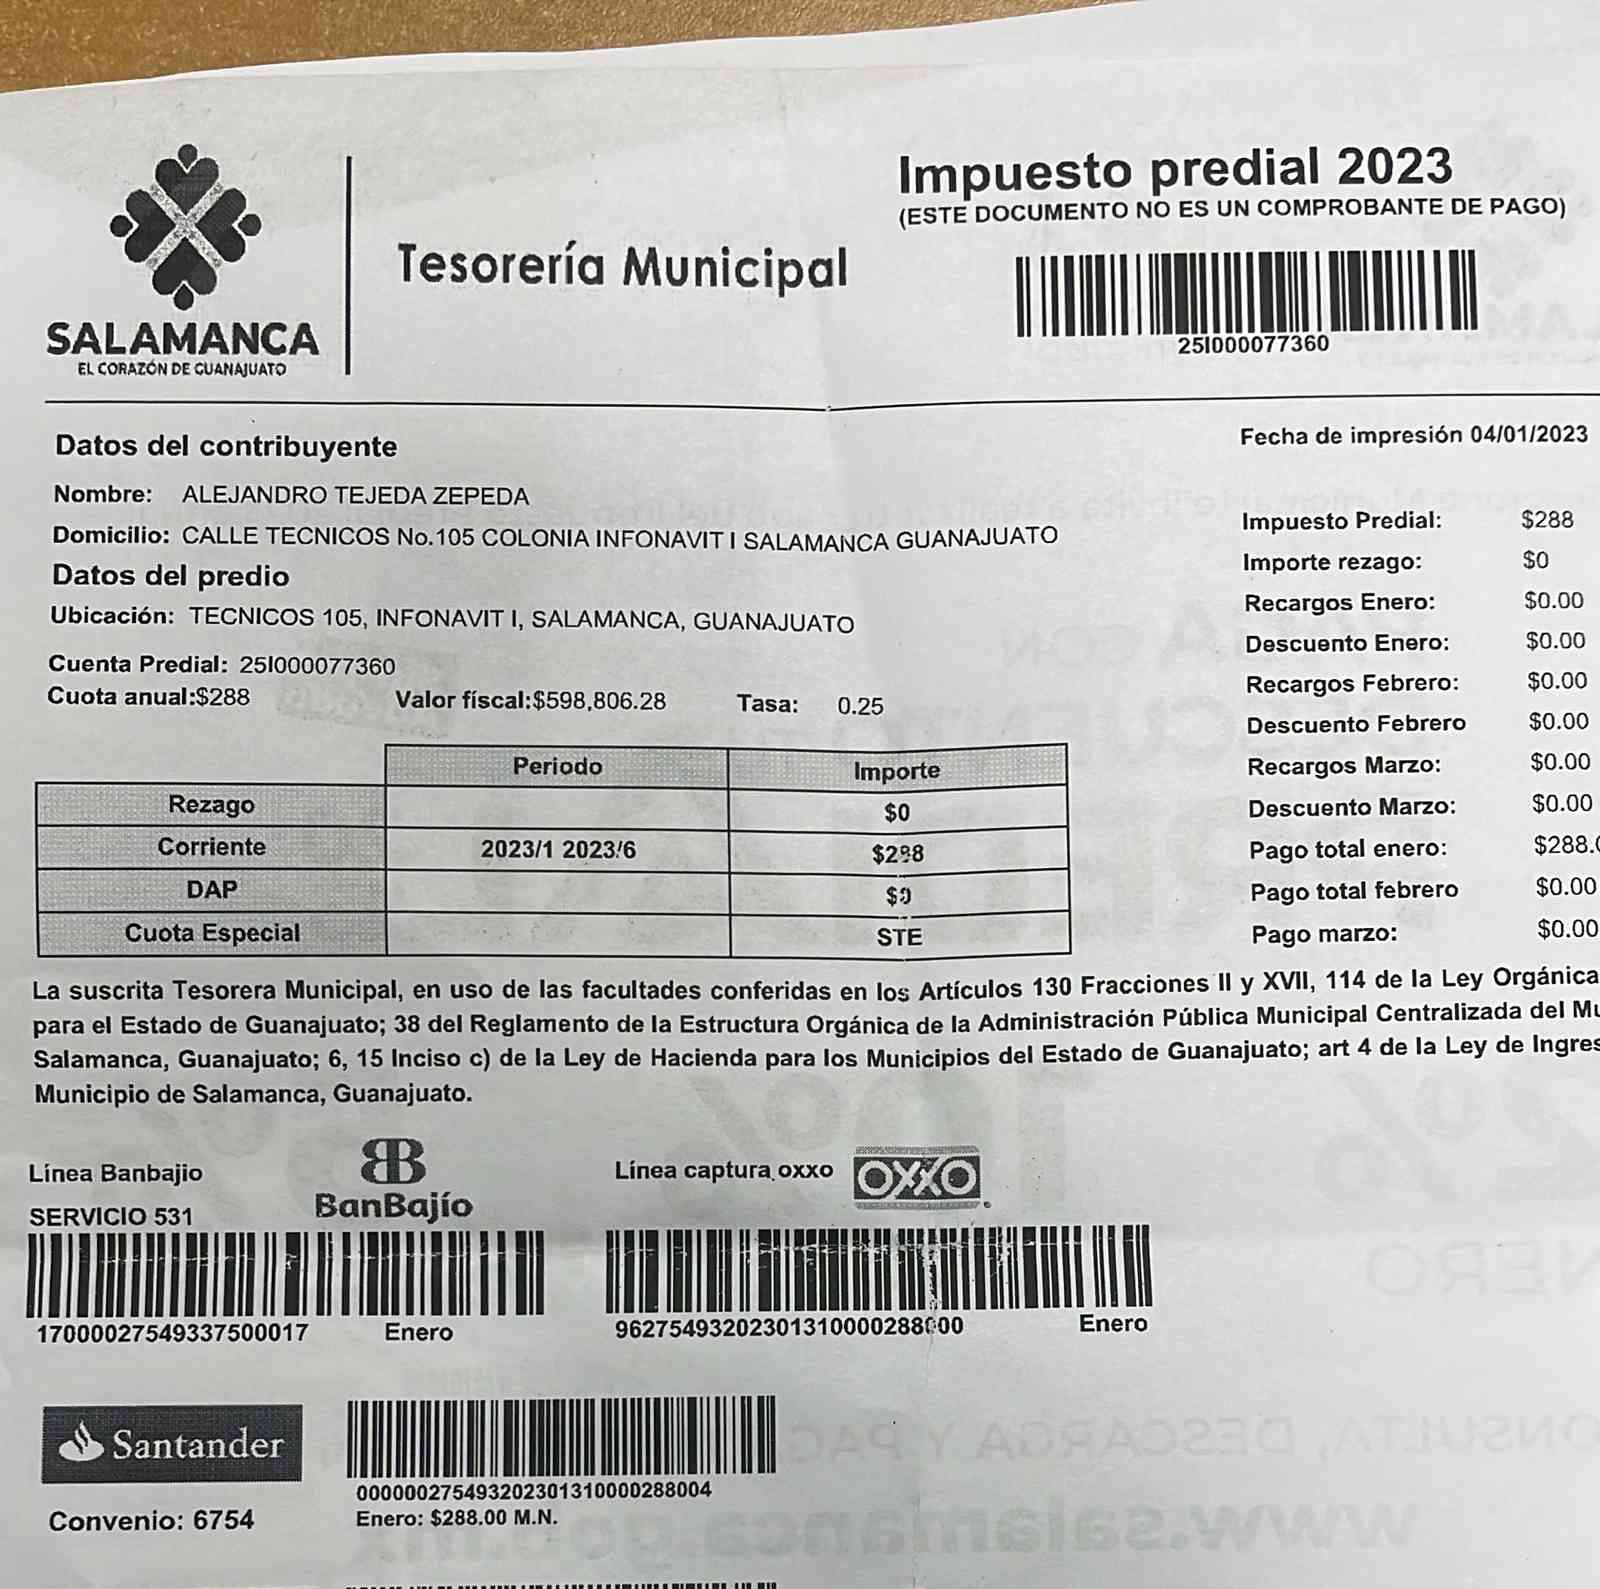 Impuesto predial 2023
(ESTE DOCUMENTO NO ES UN COMPROBANTE DE PAGO)
Tesorería Municipal
SALAMANCA
EL CORAZÓN DE GUANAJUATO
25I000077360
Fecha de impresión 04/01/2023
Datos del contribuyente
Nombre: ALEJANDRO TEJEDA ZEPEDA
Domicilio: CALLE TECNICOS No.105 COLONIA INFONAVIT I SALAMANCA GUANAJUATO
Datos del predio
Ubicación: TECNICOS 105, INFONAVIT I, SALAMANCA, GUANAJUATO
Cuenta Predial: 25I000077360
Cuota anual:$288 Valor físcal:$598,806.28 Tasa: 0.25
Periodo Importe
Rezago $0
Corriente 2023/1 2023/6 $288
DAP $0
Cuota Especial STE
Impuesto Predial: $288
Importe rezago: $0
Recargos Enero: $0.00
Descuento Enero: $0.00
Recargos Febrero: $0.00
Descuento Febrero $0.00
Recargos Marzo: $0.00
Descuento Marzo: $0.00
Pago total enero: $288.0
Pago total febrero $0.00
Pago marzo: $0.00
La suscrita Tesorera Municipal, en uso de las facultades conferidas en los Artículos 130 Fracciones II y XVII, 114 de la Ley Orgánica
para el Estado de Guanajuato; 38 del Reglamento de la Estructura Orgánica de la Administración Pública Municipal Centralizada del Mu
Salamanca, Guanajuato; 6, 15 Inciso c) de la Ley de Hacienda para los Municipios del Estado de Guanajuato; art 4 de la Ley de Ingres
Municipio de Salamanca, Guanajuato.
Línea Banbajio
BanBajío
SERVICIO 531
17000027549337500017 Enero
Línea captura oxxo OXXO
96275493202301310000288000 Enero
Santander
Convenio: 6754
000000275493202301310000288004
Enero: $288.00 M.N.